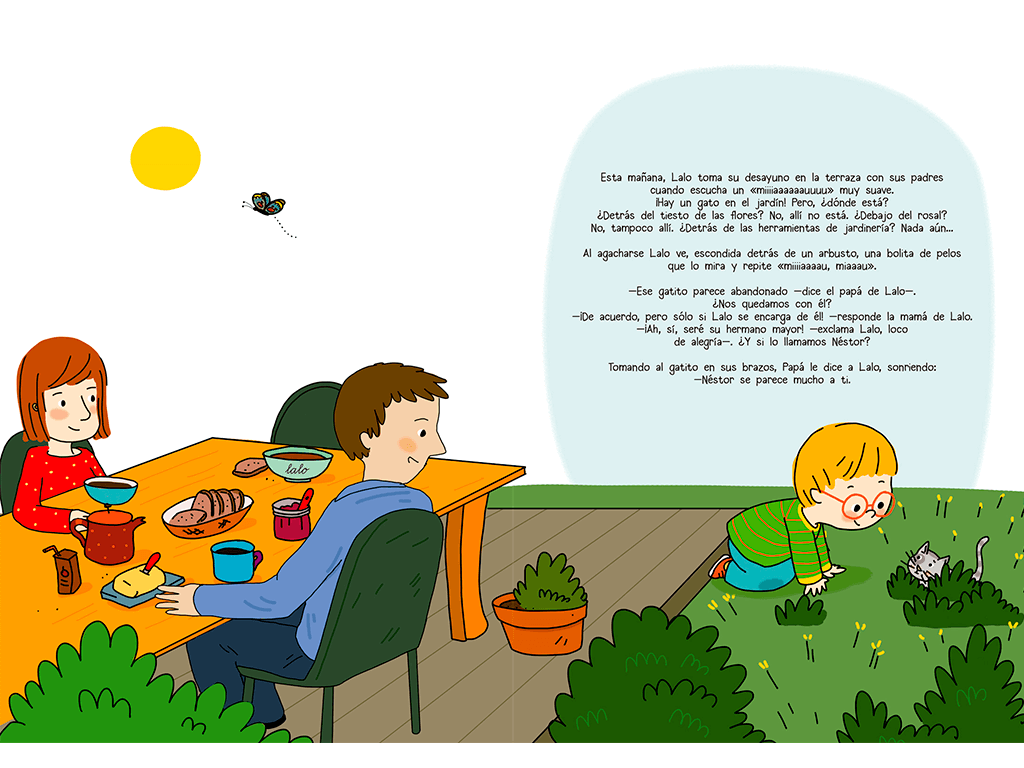 Esta mañana, Lalo toma su desayuno en la terraza con sus padres
cuando escucha un «miiiiaaaaaauuuu» muy suave.
¡Hay un gato en el jardín! Pero, ¿dónde está?
¿Detrás del tiesto de las flores? No, allí no está. ¿Debajo del rosal?
No, tampoco allí. ¿Detrás de las herramientas de jardinería? Nada aún...
Al agacharse Lalo ve, escondida detrás de un arbusto, una bolita de pelos
que lo mira y repite «miiiiaaaau, miaaau».
—Ese gatito parece abandonado —dice el papá de Lalo—.
¿Nos quedamos con él?
—¡De acuerdo, pero sólo si Lalo se encarga de él! —responde la mamá de Lalo.
—¡Ah, sí, seré su hermano mayor! —exclama Lalo, loco
de alegría—. ¿Y si lo llamamos Néstor?
Tomando al gatito en sus brazos, Papá le dice a Lalo, sonriendo:
—Néstor se parece mucho a ti.
lalo